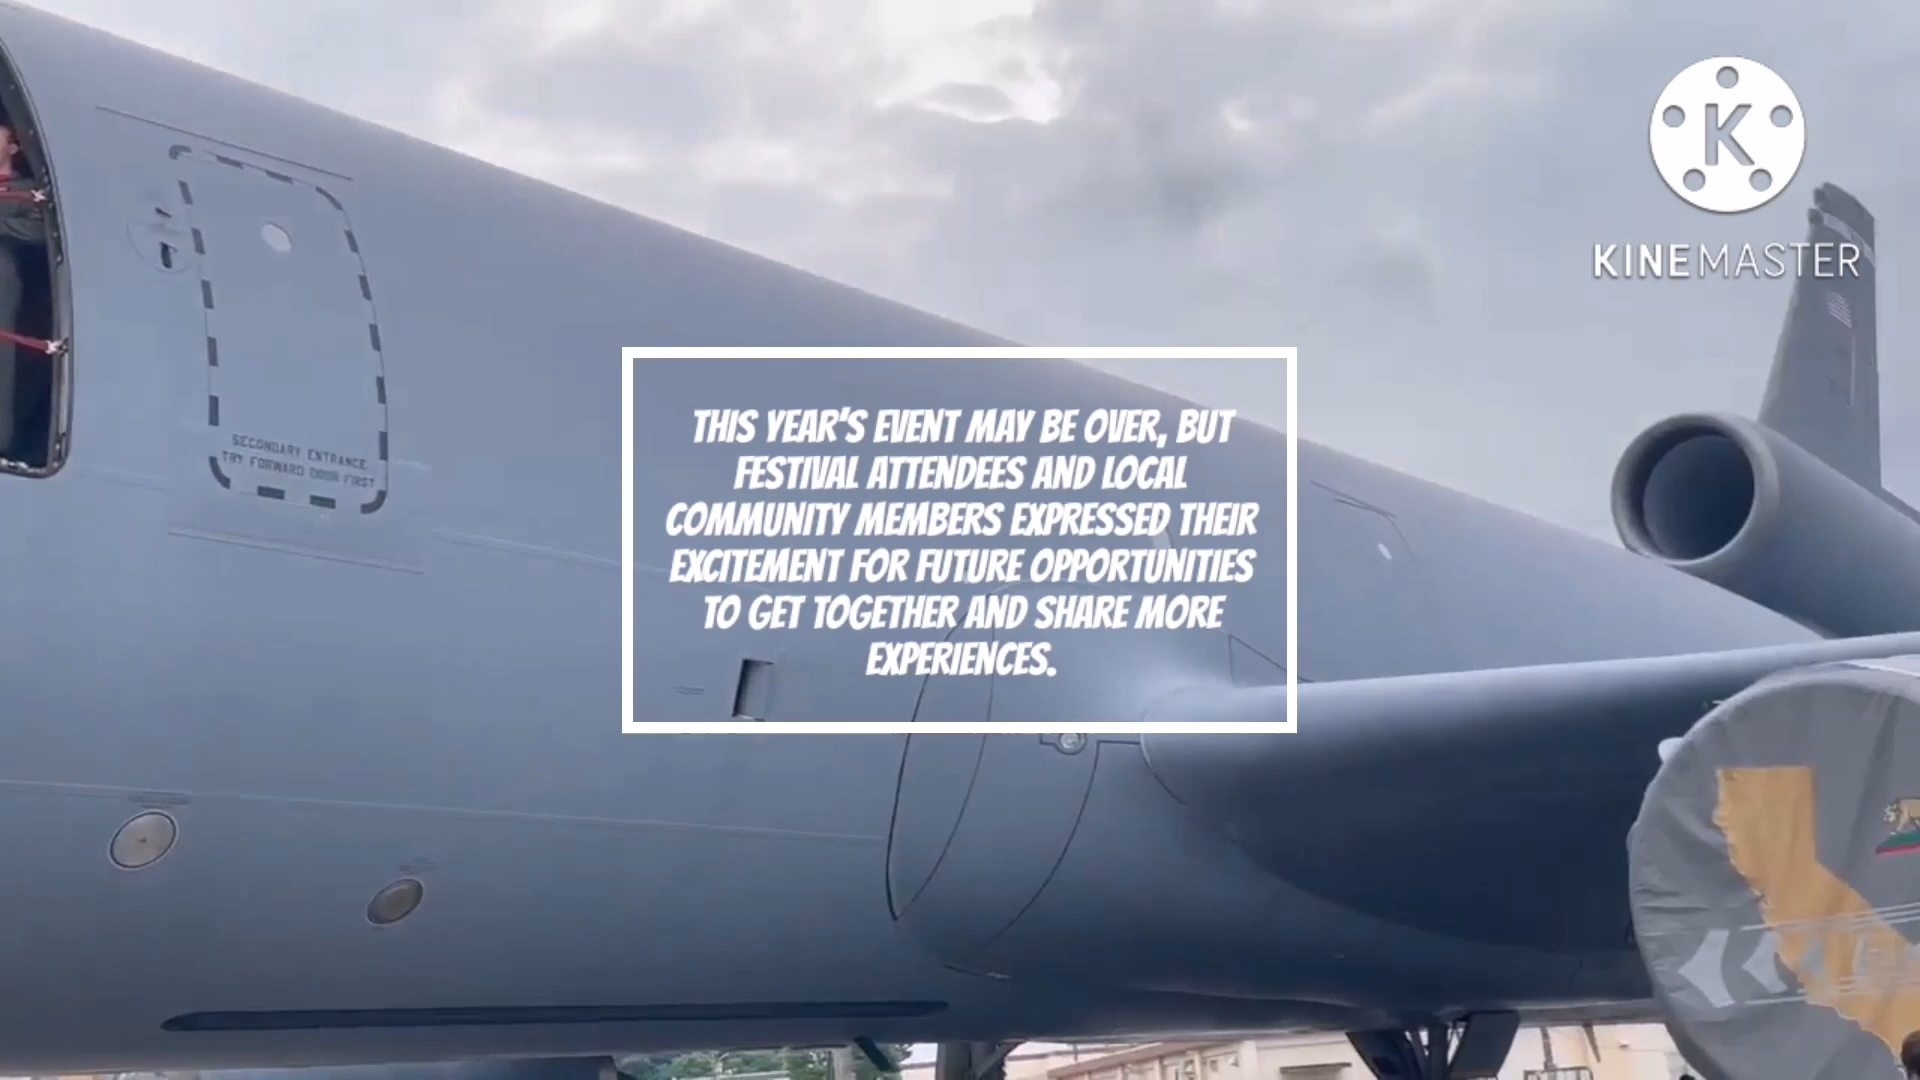 KINEMASTER
SECONDARY ENTRANCE
TRY FORWARD DOOR FIRST
THIS YEAR'S EVENT MAY BE OVER, BUT
FESTIVAL ATTENDEES AND LOCAL
COMMUNITY MEMBERS EXPRESSED THEIR
EXCITEMENT FOR FUTURE OPPORTUNITIES
TO GET TOGETHER AND SHARE MORE
EXPERIENCES.